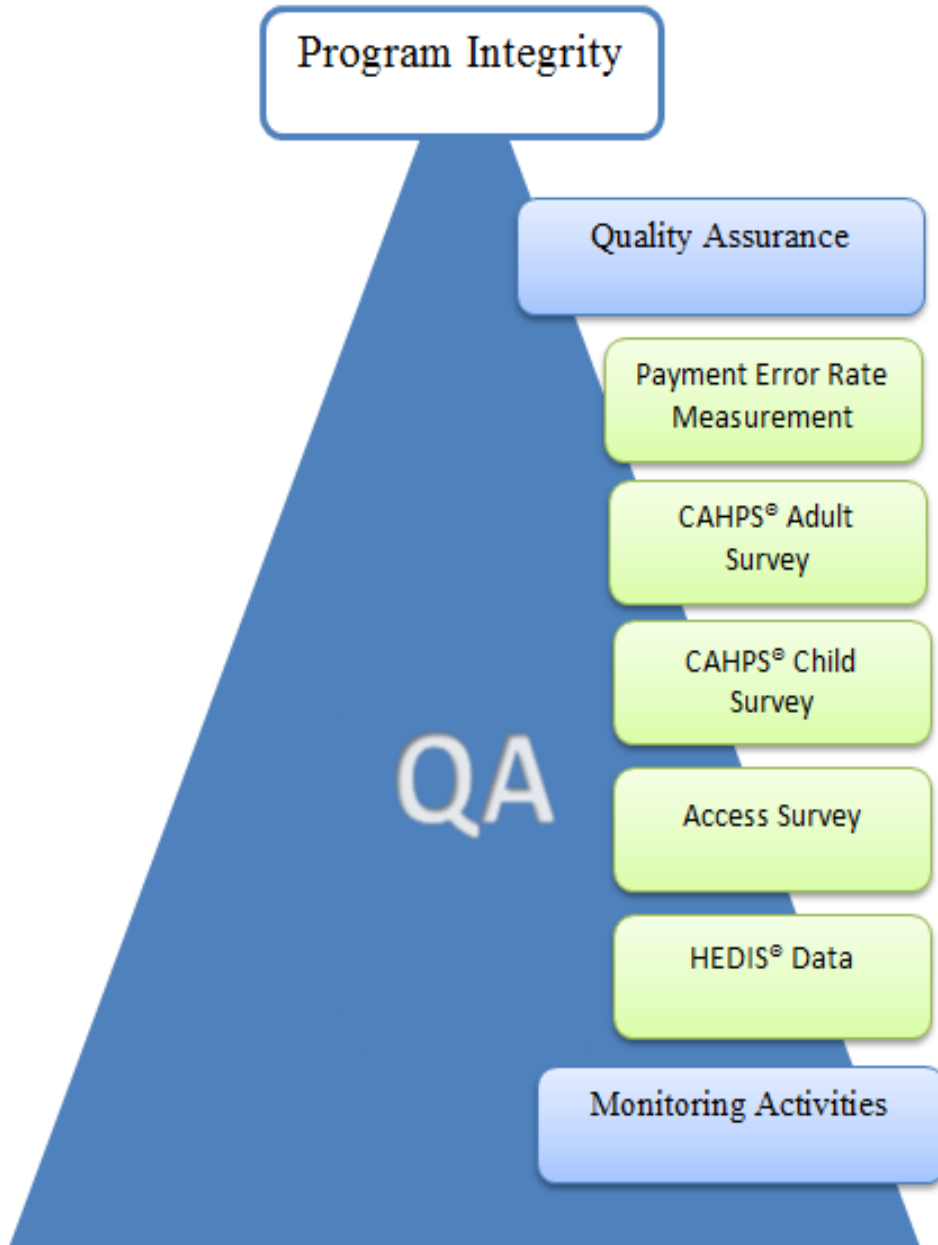 Program Integrity
Quality Assurance
Payment Error Rate
Measurement
CAHPS® Adult
Survey
CAHPS® Child
Survey
QA
Access Survey
HEDIS® Data
Monitoring Activities